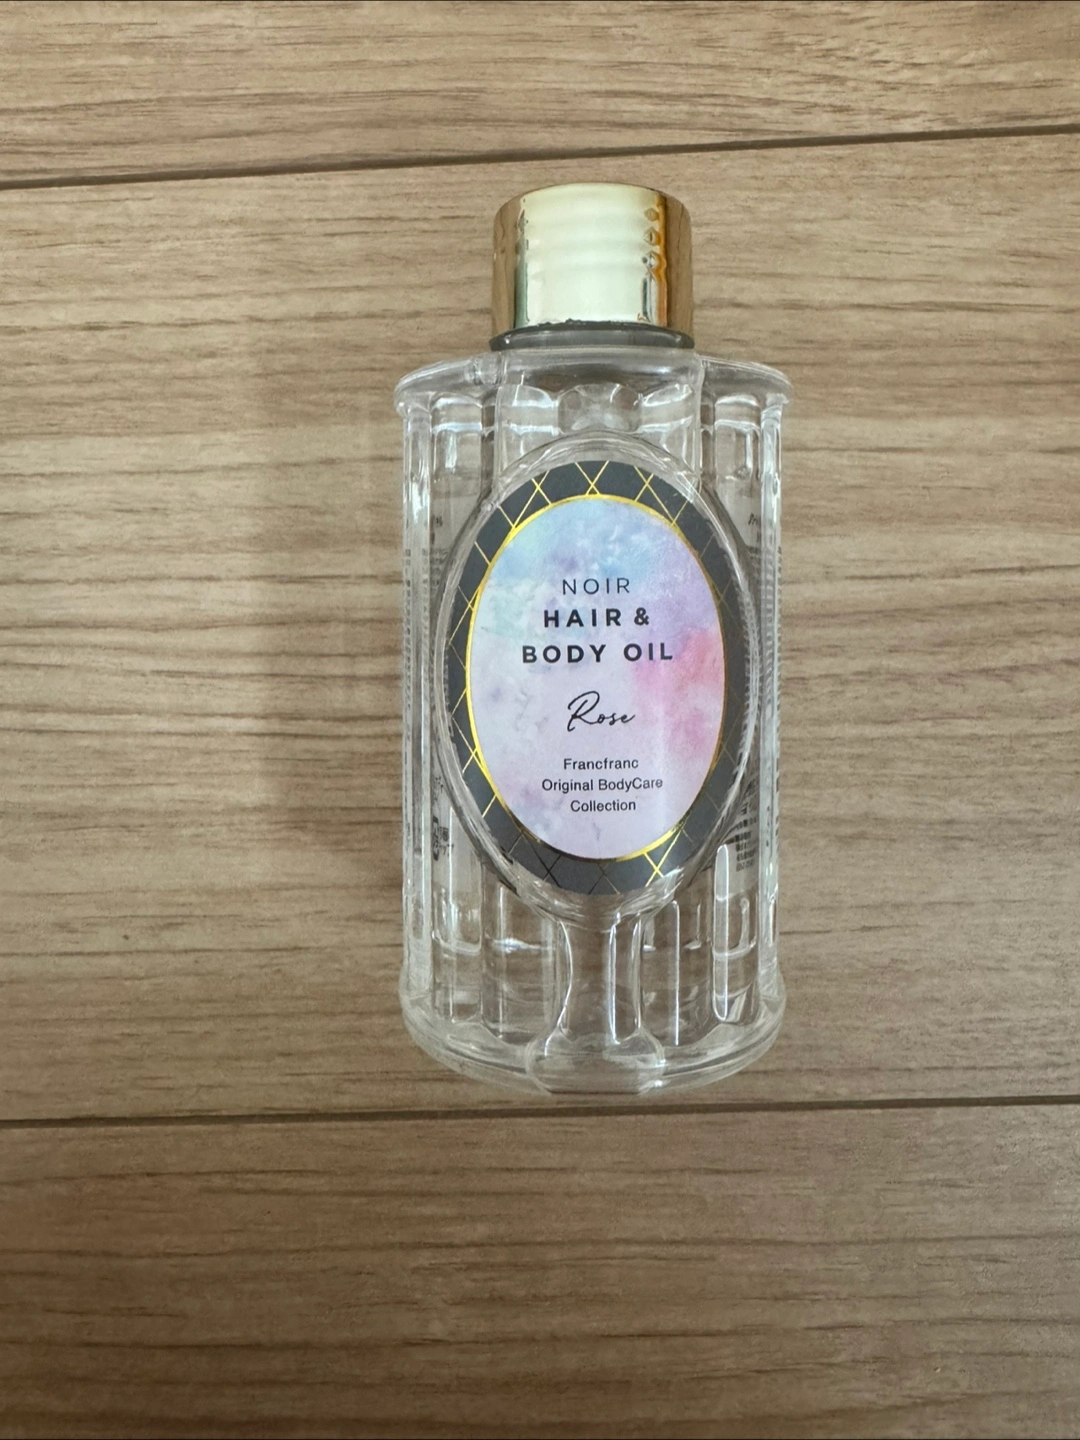 NOIR
HAIR &
BODY OIL
Rose
Francfranc
Original BodyCare
Collection